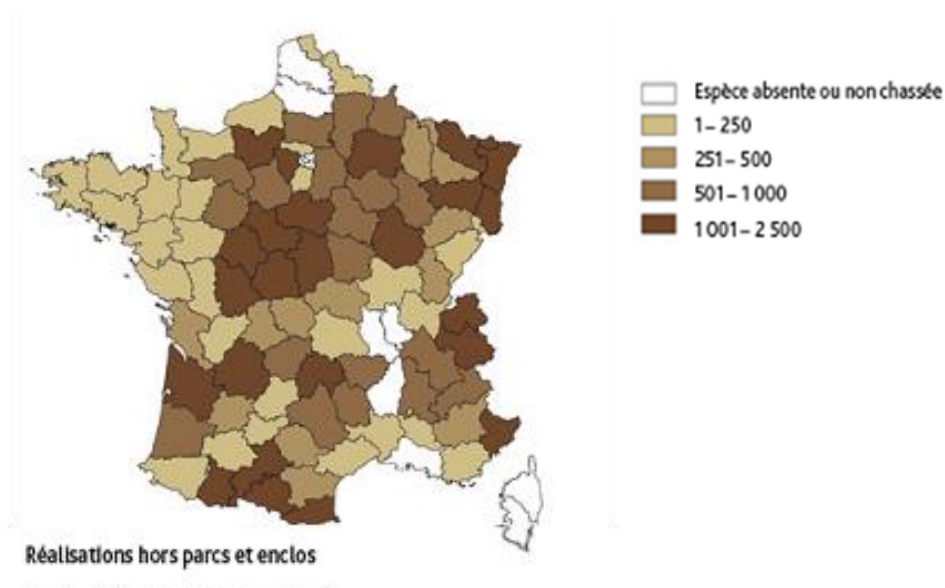 Espèce absente ou non chassée
1–250
251–500
501–1 000
1 001–2 500
Réalisations hors parcs et enclos